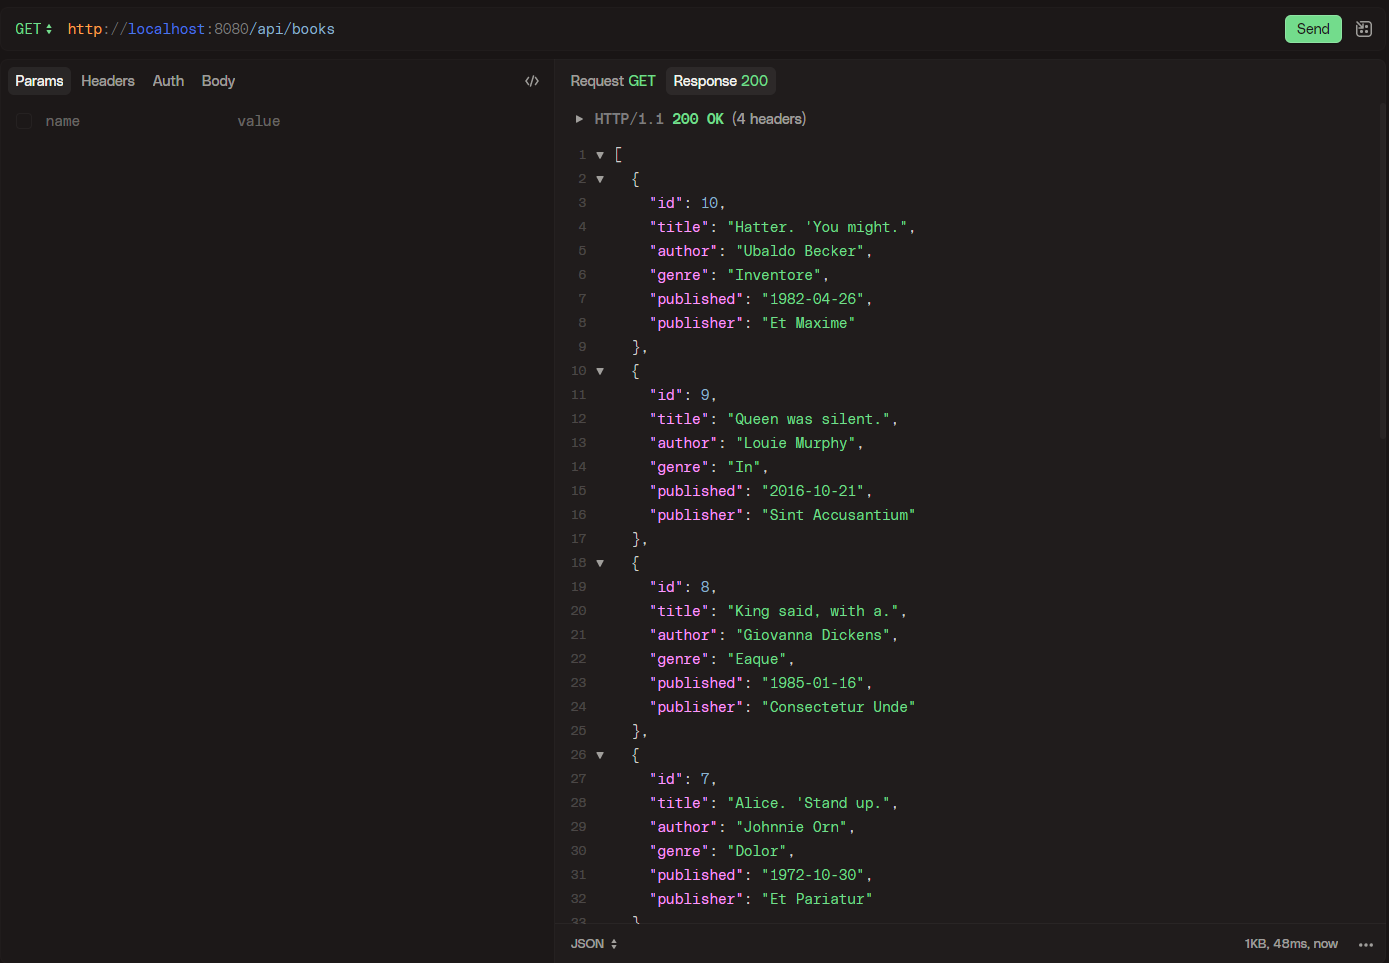 GET http://localhost:8080/api/books Send
Params Headers Auth Body
name value
Request GET Response 200
HTTP/1.1 200 OK (4 headers)
1 [
2 {
3 "id": 10,
4 "title": "Hatter. 'You might.",
5 "author": "Ubaldo Becker",
6 "genre": "Inventore",
7 "published": "1982-04-26",
8 "publisher": "Et Maxime"
9 },
10 {
11 "id": 9,
12 "title": "Queen was silent.",
13 "author": "Louie Murphy",
14 "genre": "In",
15 "published": "2016-10-21",
16 "publisher": "Sint Accusantium"
17 },
18 {
19 "id": 8,
20 "title": "King said, with a.",
21 "author": "Giovanna Dickens",
22 "genre": "Eaque",
23 "published": "1985-01-16",
24 "publisher": "Consectetur Unde"
25 },
26 {
27 "id": 7,
28 "title": "Alice. 'Stand up.",
29 "author": "Johnnie Orn",
30 "genre": "Dolor",
31 "published": "1972-10-30",
32 "publisher": "Et Pariatur"
33 }
JSON 1KB, 48ms, now